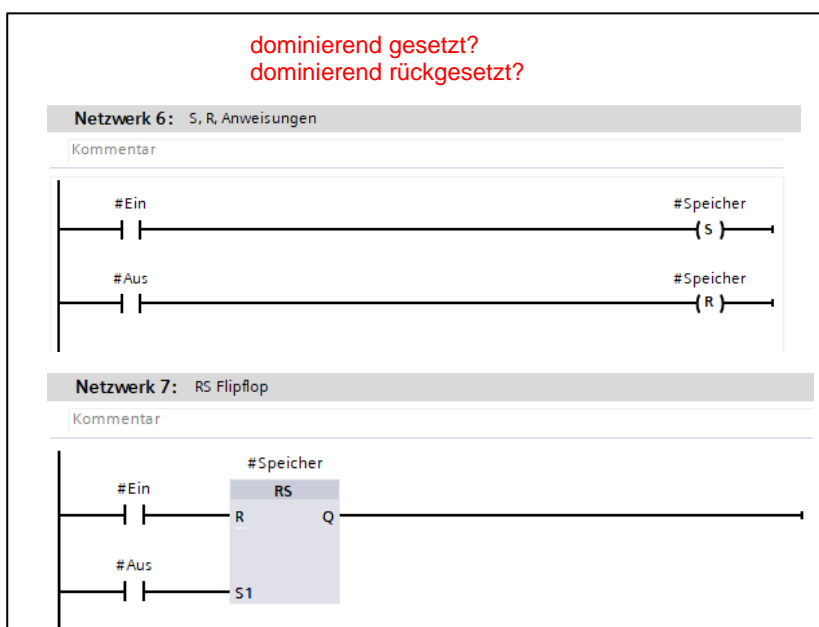 dominierend gesetzt?
dominierend rückgesetzt?
Netzwerk 6: S, R, Anweisungen
Kommentar
#Ein #Speicher
S
#Aus #Speicher
R
Netzwerk 7: RS Flipflop
Kommentar
#Speicher
#Ein RS
R Q
#Aus
S1